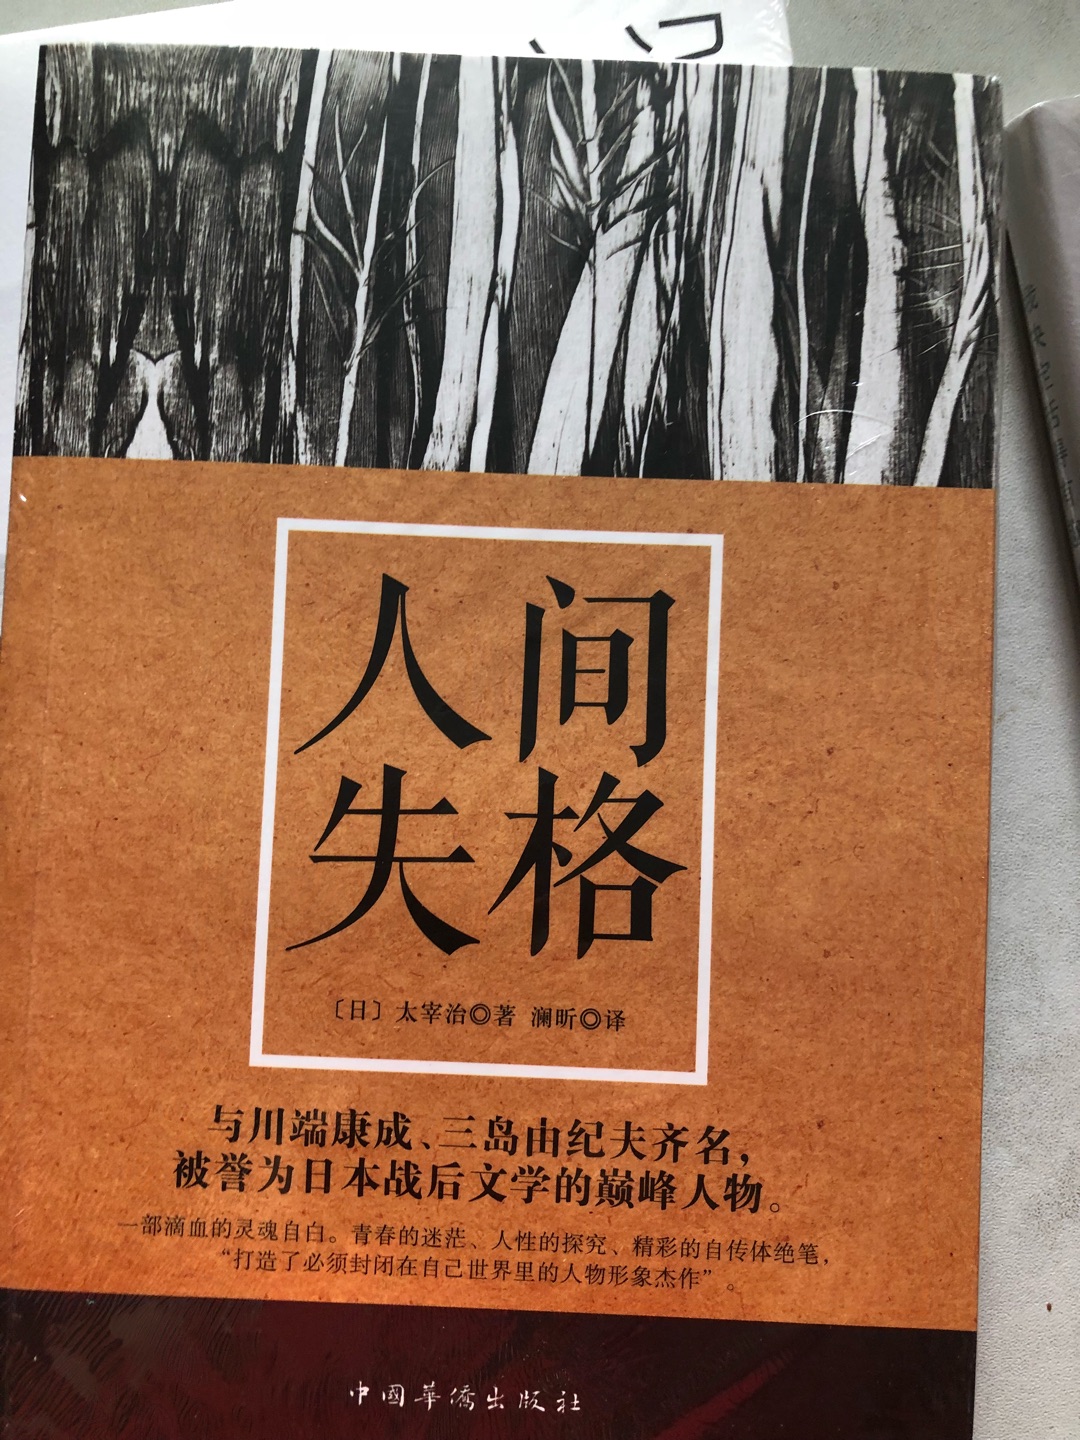 人间
失格
〔日〕太宰治◎著 澜昕◎译
与川端康成、三岛由纪夫齐名，
被誉为日本战后文学的巅峰人物。
一部滴血的灵魂自白。青春的迷茫、人性的探究、精彩的自传体绝笔，
“打造了必须封闭在自己世界里的人物形象杰作”。
中國華僑出版社